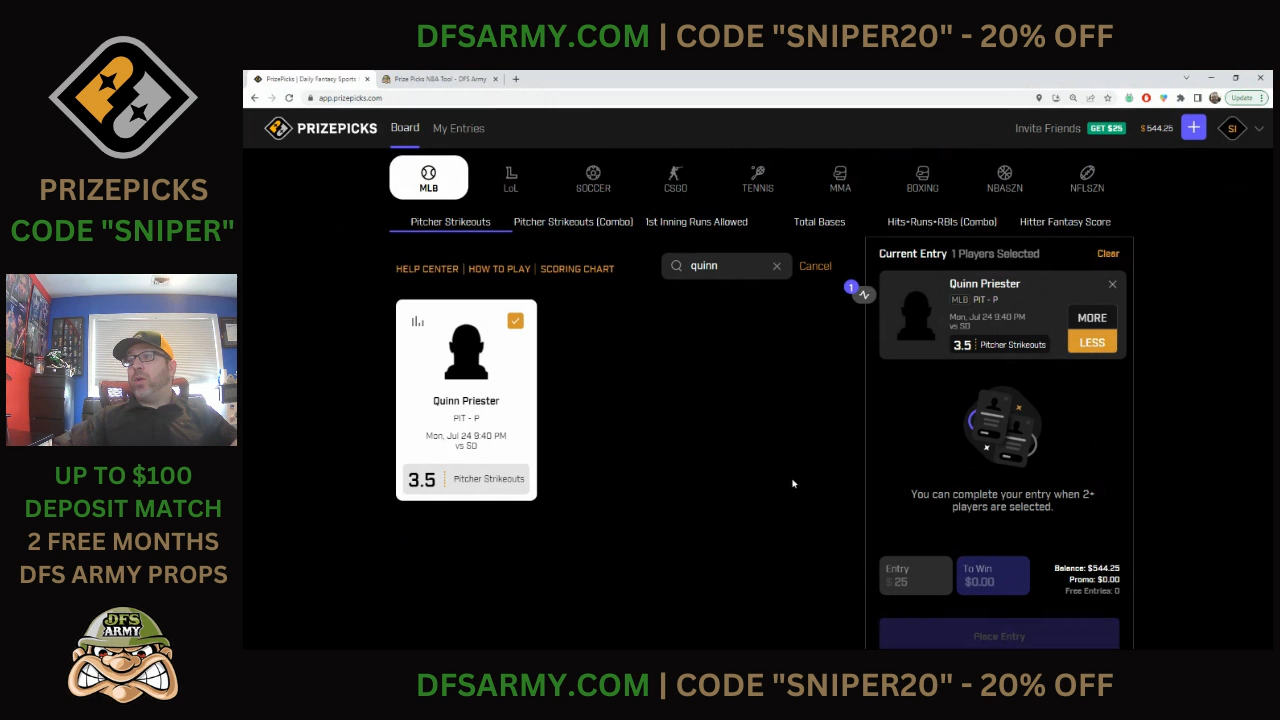 DFSARMY.COM | CODE "SNIPER20" - 20% OFF
PRIZEPICKS
CODE "SNIPER"
UP TO $100
DEPOSIT MATCH
2 FREE MONTHS
DFS ARMY PROPS
DFS
ARMY
PrizePicks | Daily Fantasy Sports
Prize Picks NBA Tool - DFS Army
app.prizepicks.com
Update
PRIZEPICKS
Board
My Entries
Invite Friends GET $25
$ 544.25
SI
MLB
LoL
SOCCER
CSGO
TENNIS
MMA
BOXING
NBASZN
NFLSZN
Pitcher Strikeouts
Pitcher Strikeouts (Combo)
1st Inning Runs Allowed
Total Bases
Hits+Runs+RBIs (Combo)
Hitter Fantasy Score
HELP CENTER | HOW TO PLAY | SCORING CHART
quinn
Cancel
Quinn Priester
PIT - P
Mon, Jul 24 9:40 PM
vs SD
3.5 Pitcher Strikeouts
1
Current Entry 1 Players Selected
Clear
Quinn Priester
MLB PIT - P
Mon, Jul 24 9:40 PM
vs SD
3.5 Pitcher Strikeouts
MORE
LESS
You can complete your entry when 2+
players are selected.
Entry
$ 25
To Win
$0.00
Balance: $544.25
Promo: $0.00
Free Entries: 0
Place Entry
DFSARMY.COM | CODE "SNIPER20" - 20% OFF